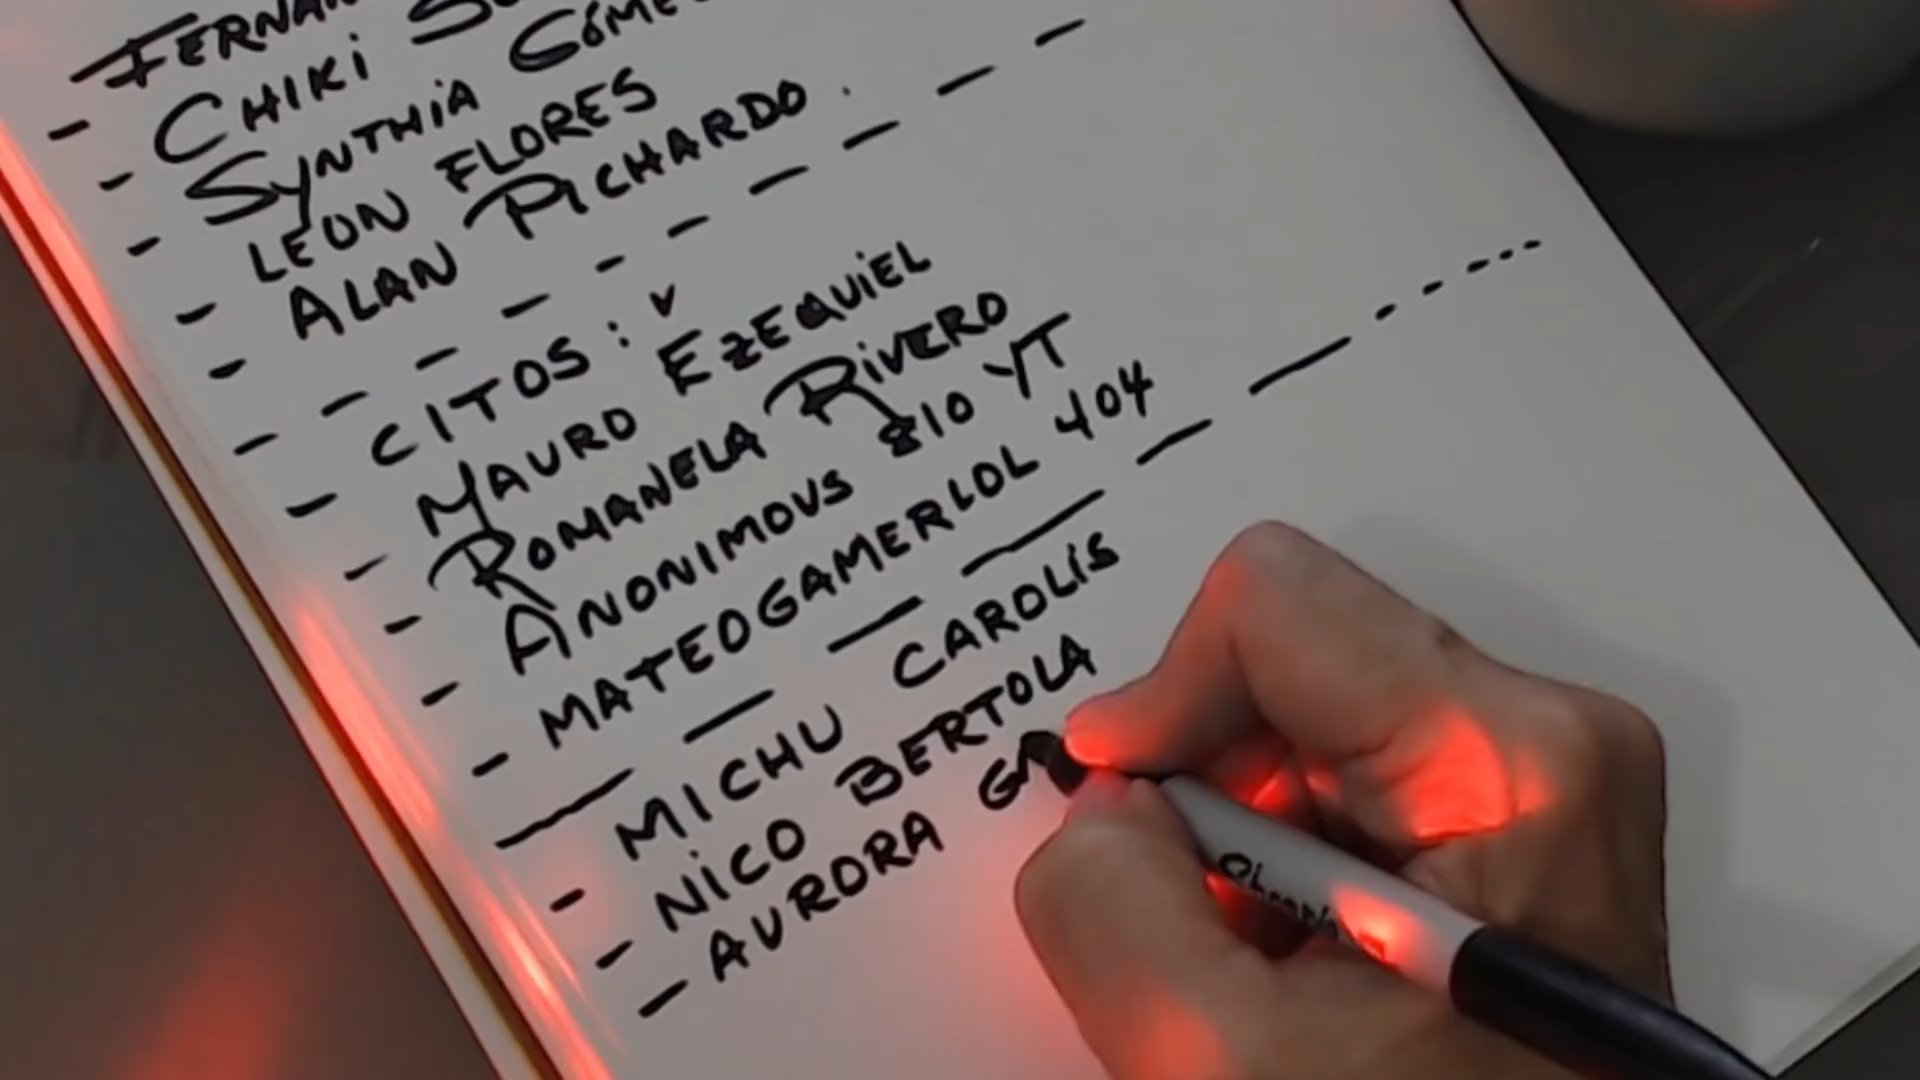 - CHIKI
- SYNTHIA
- LEON FLORES
- ALAN PICHARDO.
- - - - - - - - - -
- CITOS: v
- MAURO EZEQUIEL
- ROMANELA RIVERO
- ANONIMOUS 810 YT
- MATEOGAMERLOL 404
- MICHU CAROLIS
- NICO BERTOLA
- AURORA